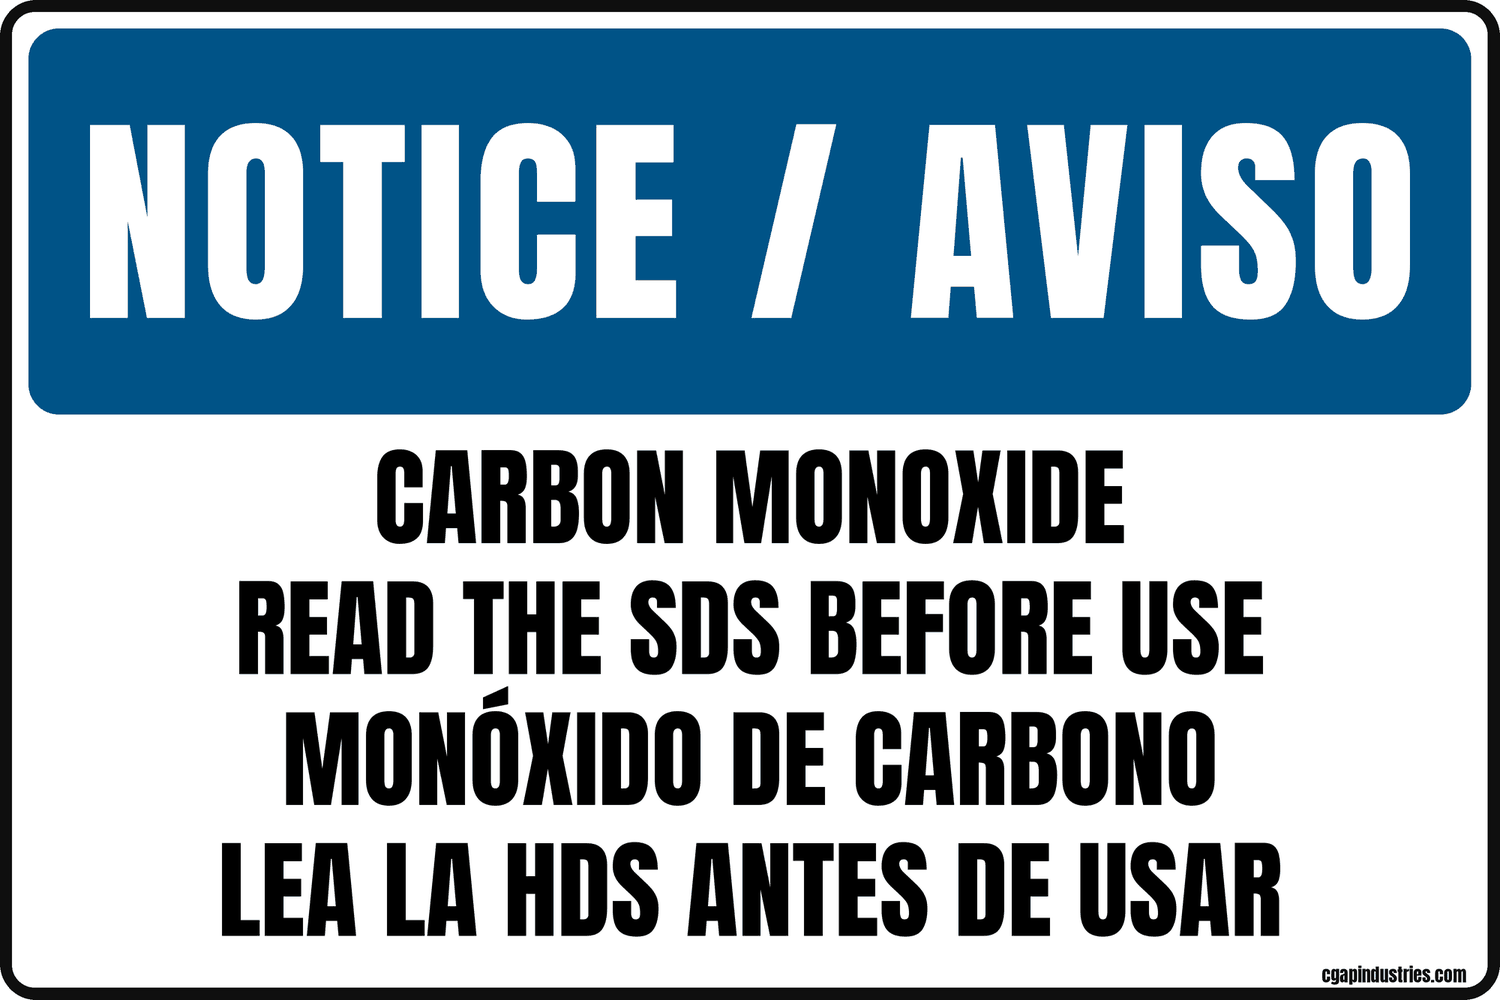 NOTICE / AVISO
CARBON MONOXIDE
READ THE SDS BEFORE USE
MONÓXIDO DE CARBONO
LEA LA HDS ANTES DE USAR
cgapindustries.com